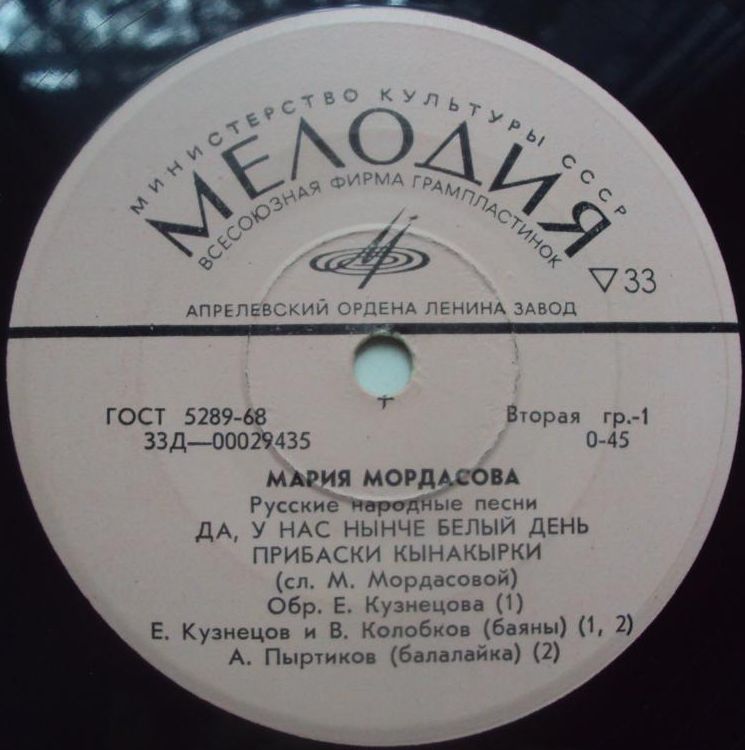 МИНИСТЕРСТВО КУЛЬТУРЫ СССР
МЕЛОДИЯ
ВСЕСОЮЗНАЯ ФИРМА ГРАМПЛАСТИНОК
▽33
АПРЕЛЕВСКИЙ ОРДЕНА ЛЕНИНА ЗАВОД
ГОСТ 5289-68 Вторая гр.-1
33Д—00029435 0-45
МАРИЯ МОРДАСОВА
Русские народные песни
ДА, У НАС НЫНЧЕ БЕЛЫЙ ДЕНЬ
ПРИБАСКИ КЫНАКЫРКИ
(сл. М. Мордасовой)
Обр. Е. Кузнецова (1)
Е. Кузнецов и В. Колобков (баяны) (1, 2)
А. Пыртиков (балалайка) (2)